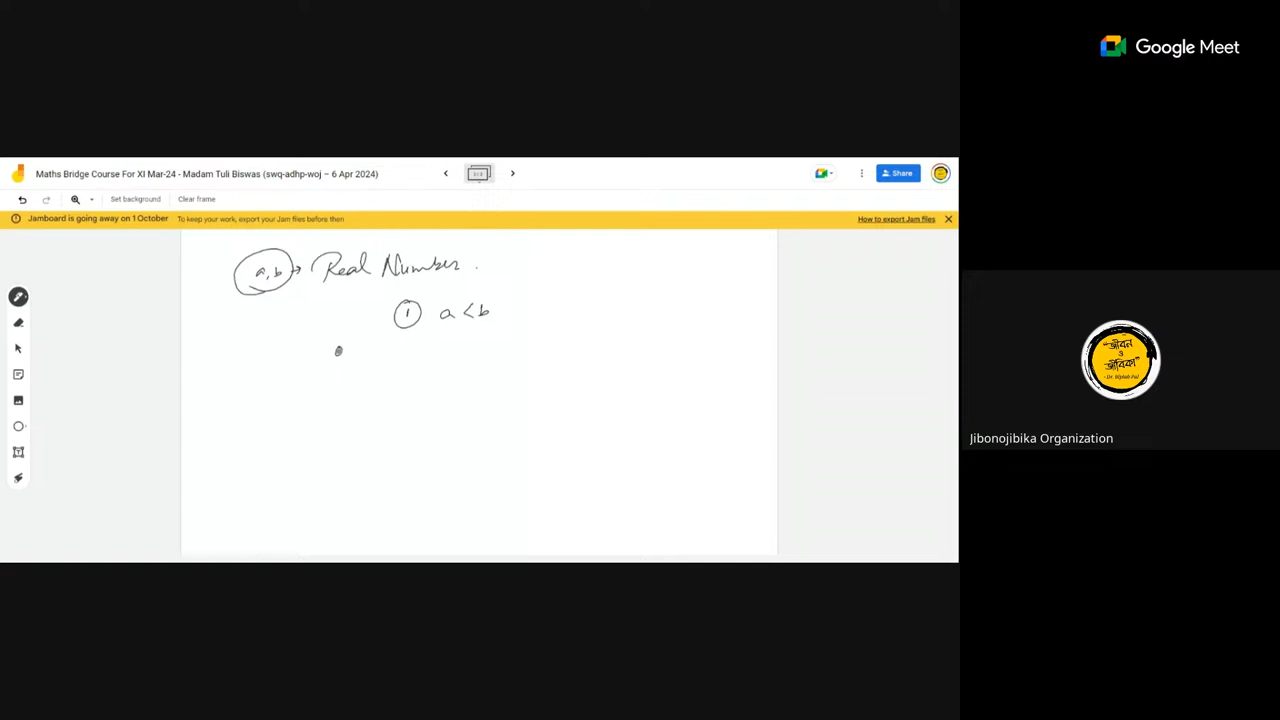 Google Meet
Maths Bridge Course For XI Mar-24 - Madam Tuli Biswas (swq-adhp-woj – 6 Apr 2024)
Share
Set background
Clear frame
Jamboard is going away on 1 October To keep your work, export your Jam files before then
How to export Jam files
a, b → Real Number .
① a < b
"জীবন
ও
জীবিকা"
Jibonojibika Organization